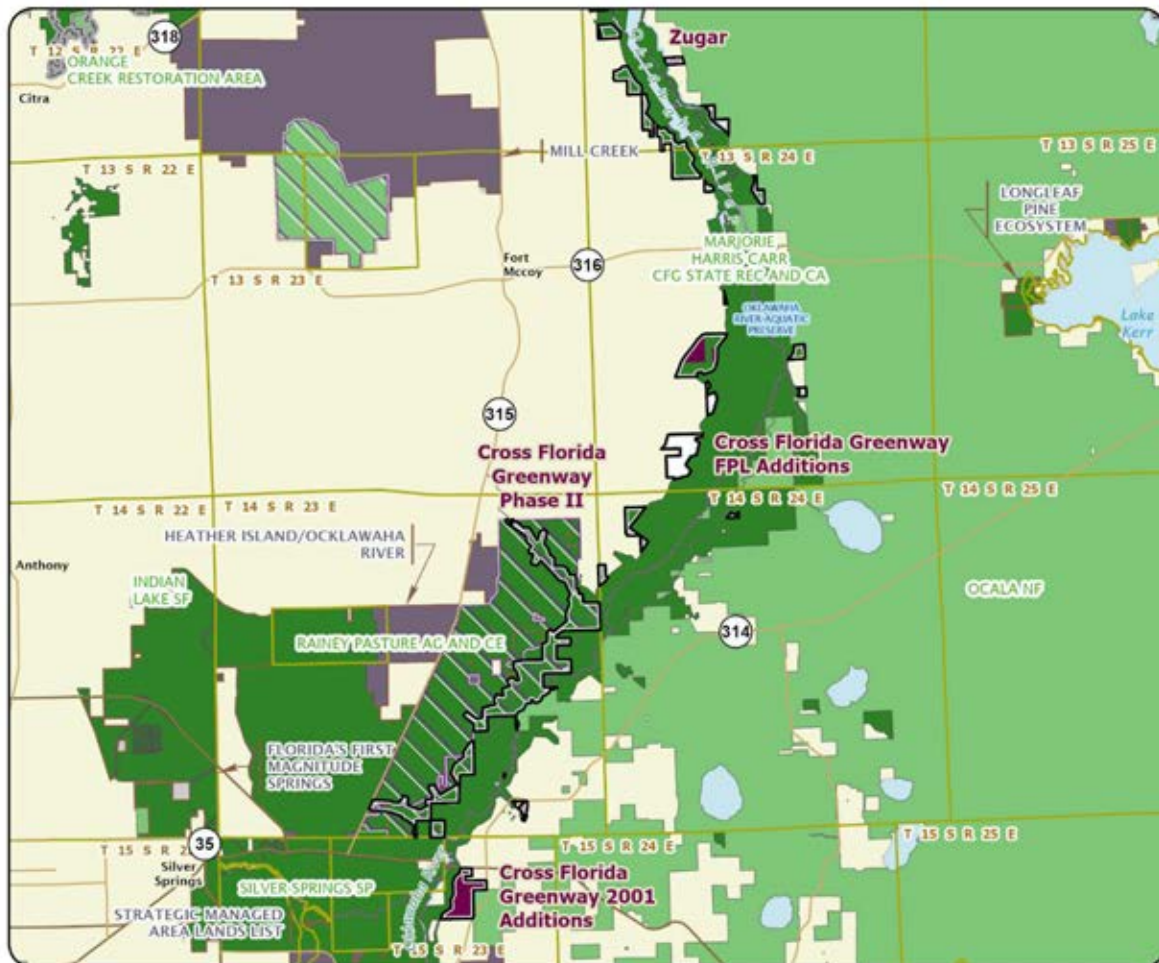 Zugar
318
T 12 S R 22 E
ORANGE
CREEK RESTORATION AREA
Citra
MILL CREEK
T 13 S R 24 E
T 13 S R 25 E
T 13 S R 22 E
LONGLEAF
PINE
ECOSYSTEM
MARJORIE
HARRIS CARR
CFG STATE REC AND CA
Fort
Mccoy
316
T 13 S R 23 E
OKLAWAHA
RIVER AQUATIC
PRESERVE
Lake
Kerr
315
Cross Florida
Greenway
Phase II
Cross Florida Greenway
FPL Additions
T 14 S R 25 E
T 14 S R 24 E
T 14 S R 22 E
T 14 S R 23 E
HEATHER ISLAND/OCKLAWAHA
RIVER
Anthony
INDIAN
LAKE SF
OCALA NF
314
RAINEY PASTURE AG AND CE
FLORIDA'S FIRST
MAGNITUDE
SPRINGS
T 15 S R 25 E
T 15 S R 24 E
35
T 15 S R
Silver
Springs
SILVER SPRINGS SP
Cross Florida
Greenway 2001
Additions
STRATEGIC MANAGED
AREA LANDS LIST
T 15 S R 23 E